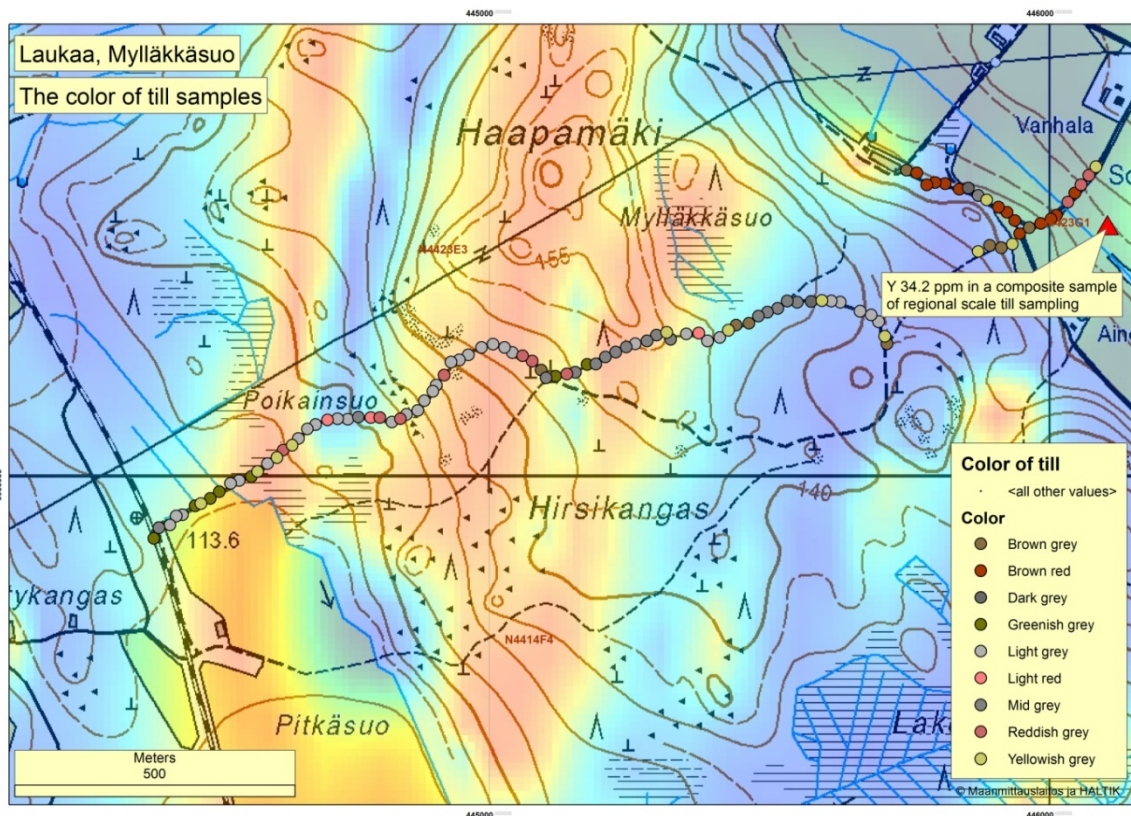 445000
446000
Laukaa, Mylläkkäsuo
The color of till samples
Haapamäki
Vanhala
Mylläkkäsuo
N4423E3
155
Y 34.2 ppm in a composite sample
of regional scale till sampling
Poikainsuo
113.6
Hirsikangas
140
N4414F4
Pitkäsuo
Meters
500
Color of till
<all other values>
Color
Brown grey
Brown red
Dark grey
Greenish grey
Light grey
Light red
Mid grey
Reddish grey
Yellowish grey
© Maanmittauslaitos ja HALTIK
445000
446000